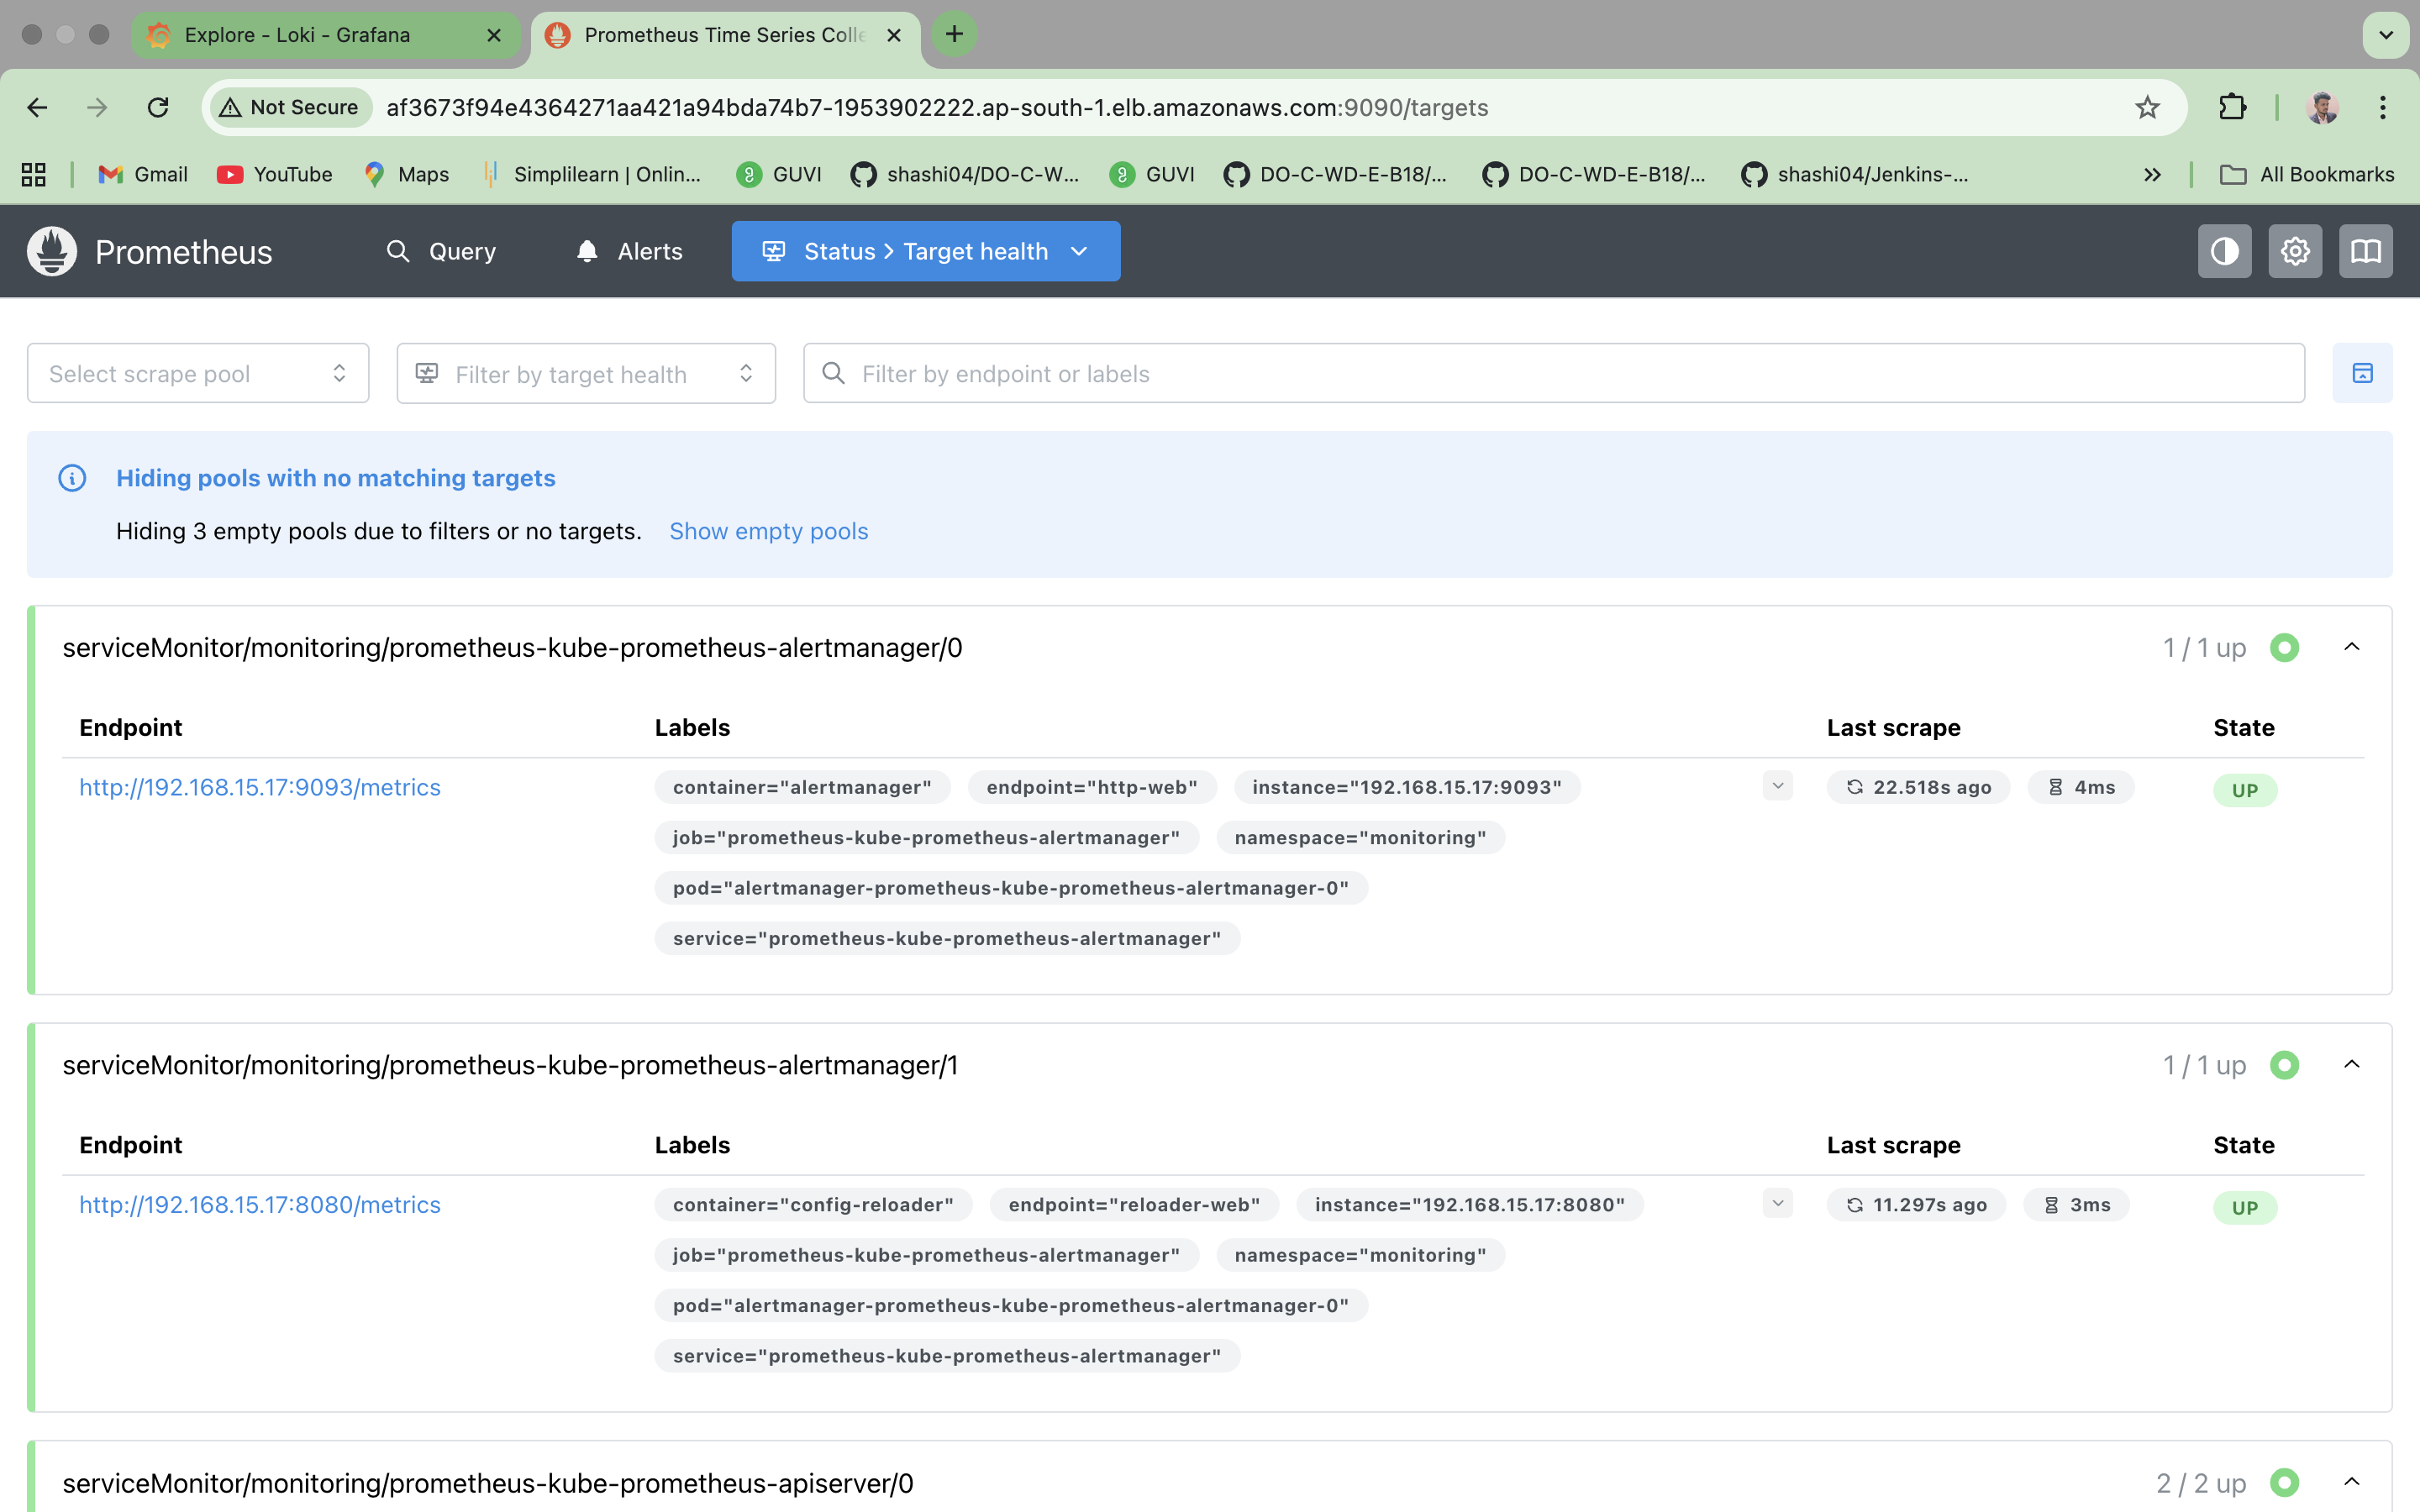 Explore - Loki - Grafana
Prometheus Time Series Colle
Not Secure
af3673f94e4364271aa421a94bda74b7-1953902222.ap-south-1.elb.amazonaws.com:9090/targets
Gmail
YouTube
Maps
Simplilearn | Onlin...
GUVI
shashi04/DO-C-W...
GUVI
DO-C-WD-E-B18/...
DO-C-WD-E-B18/...
shashi04/Jenkins-...
All Bookmarks
Prometheus
Query
Alerts
Status > Target health
Select scrape pool
Filter by target health
Filter by endpoint or labels
Hiding pools with no matching targets
Hiding 3 empty pools due to filters or no targets. Show empty pools
serviceMonitor/monitoring/prometheus-kube-prometheus-alertmanager/0
1 / 1 up
Endpoint Labels Last scrape State
http://192.168.15.17:9093/metrics container="alertmanager" endpoint="http-web" instance="192.168.15.17:9093" 22.518s ago 4ms UP
job="prometheus-kube-prometheus-alertmanager" namespace="monitoring"
pod="alertmanager-prometheus-kube-prometheus-alertmanager-0"
service="prometheus-kube-prometheus-alertmanager"
serviceMonitor/monitoring/prometheus-kube-prometheus-alertmanager/1
1 / 1 up
Endpoint Labels Last scrape State
http://192.168.15.17:8080/metrics container="config-reloader" endpoint="reloader-web" instance="192.168.15.17:8080" 11.297s ago 3ms UP
job="prometheus-kube-prometheus-alertmanager" namespace="monitoring"
pod="alertmanager-prometheus-kube-prometheus-alertmanager-0"
service="prometheus-kube-prometheus-alertmanager"
serviceMonitor/monitoring/prometheus-kube-prometheus-apiserver/0
2 / 2 up